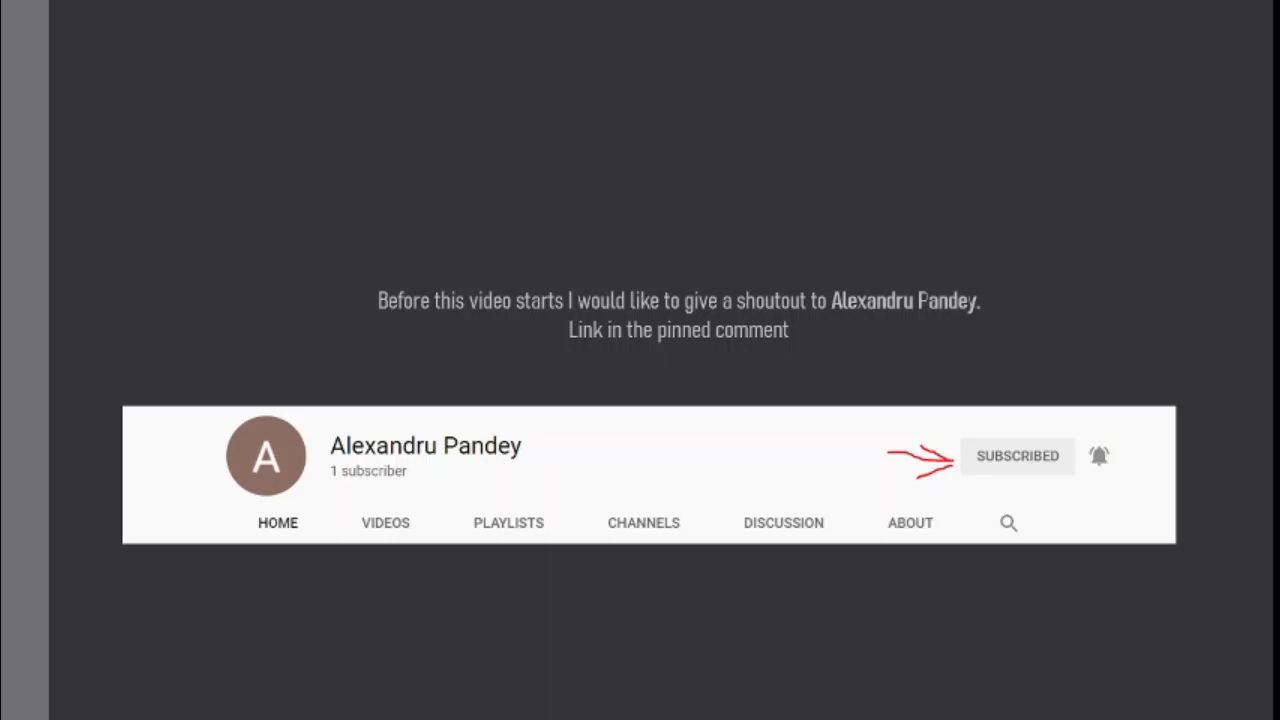 Before this video starts I would like to give a shoutout to Alexandru Pandey.
Link in the pinned comment
A
Alexandru Pandey
1 subscriber
SUBSCRIBED
HOME VIDEOS PLAYLISTS CHANNELS DISCUSSION ABOUT